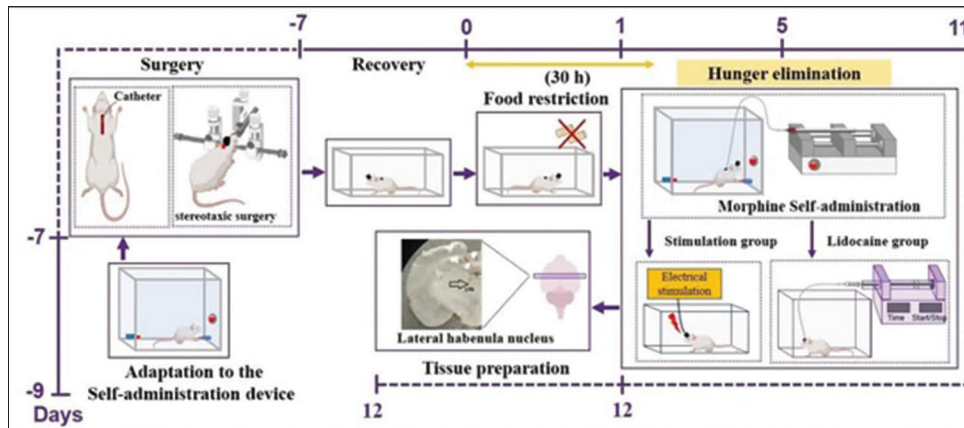 -7
0
1
5
11
Surgery
Recovery
(30 h)
Food restriction
Hunger elimination
Catheter
stereotaxic surgery
Morphine Self-administration
-7
Stimulation group
Lidocaine group
Electrical
stimulation
Time
Start/Stop
Lateral habenula nucleus
Adaptation to the
Self-administration device
Tissue preparation
-9
Days
12
12